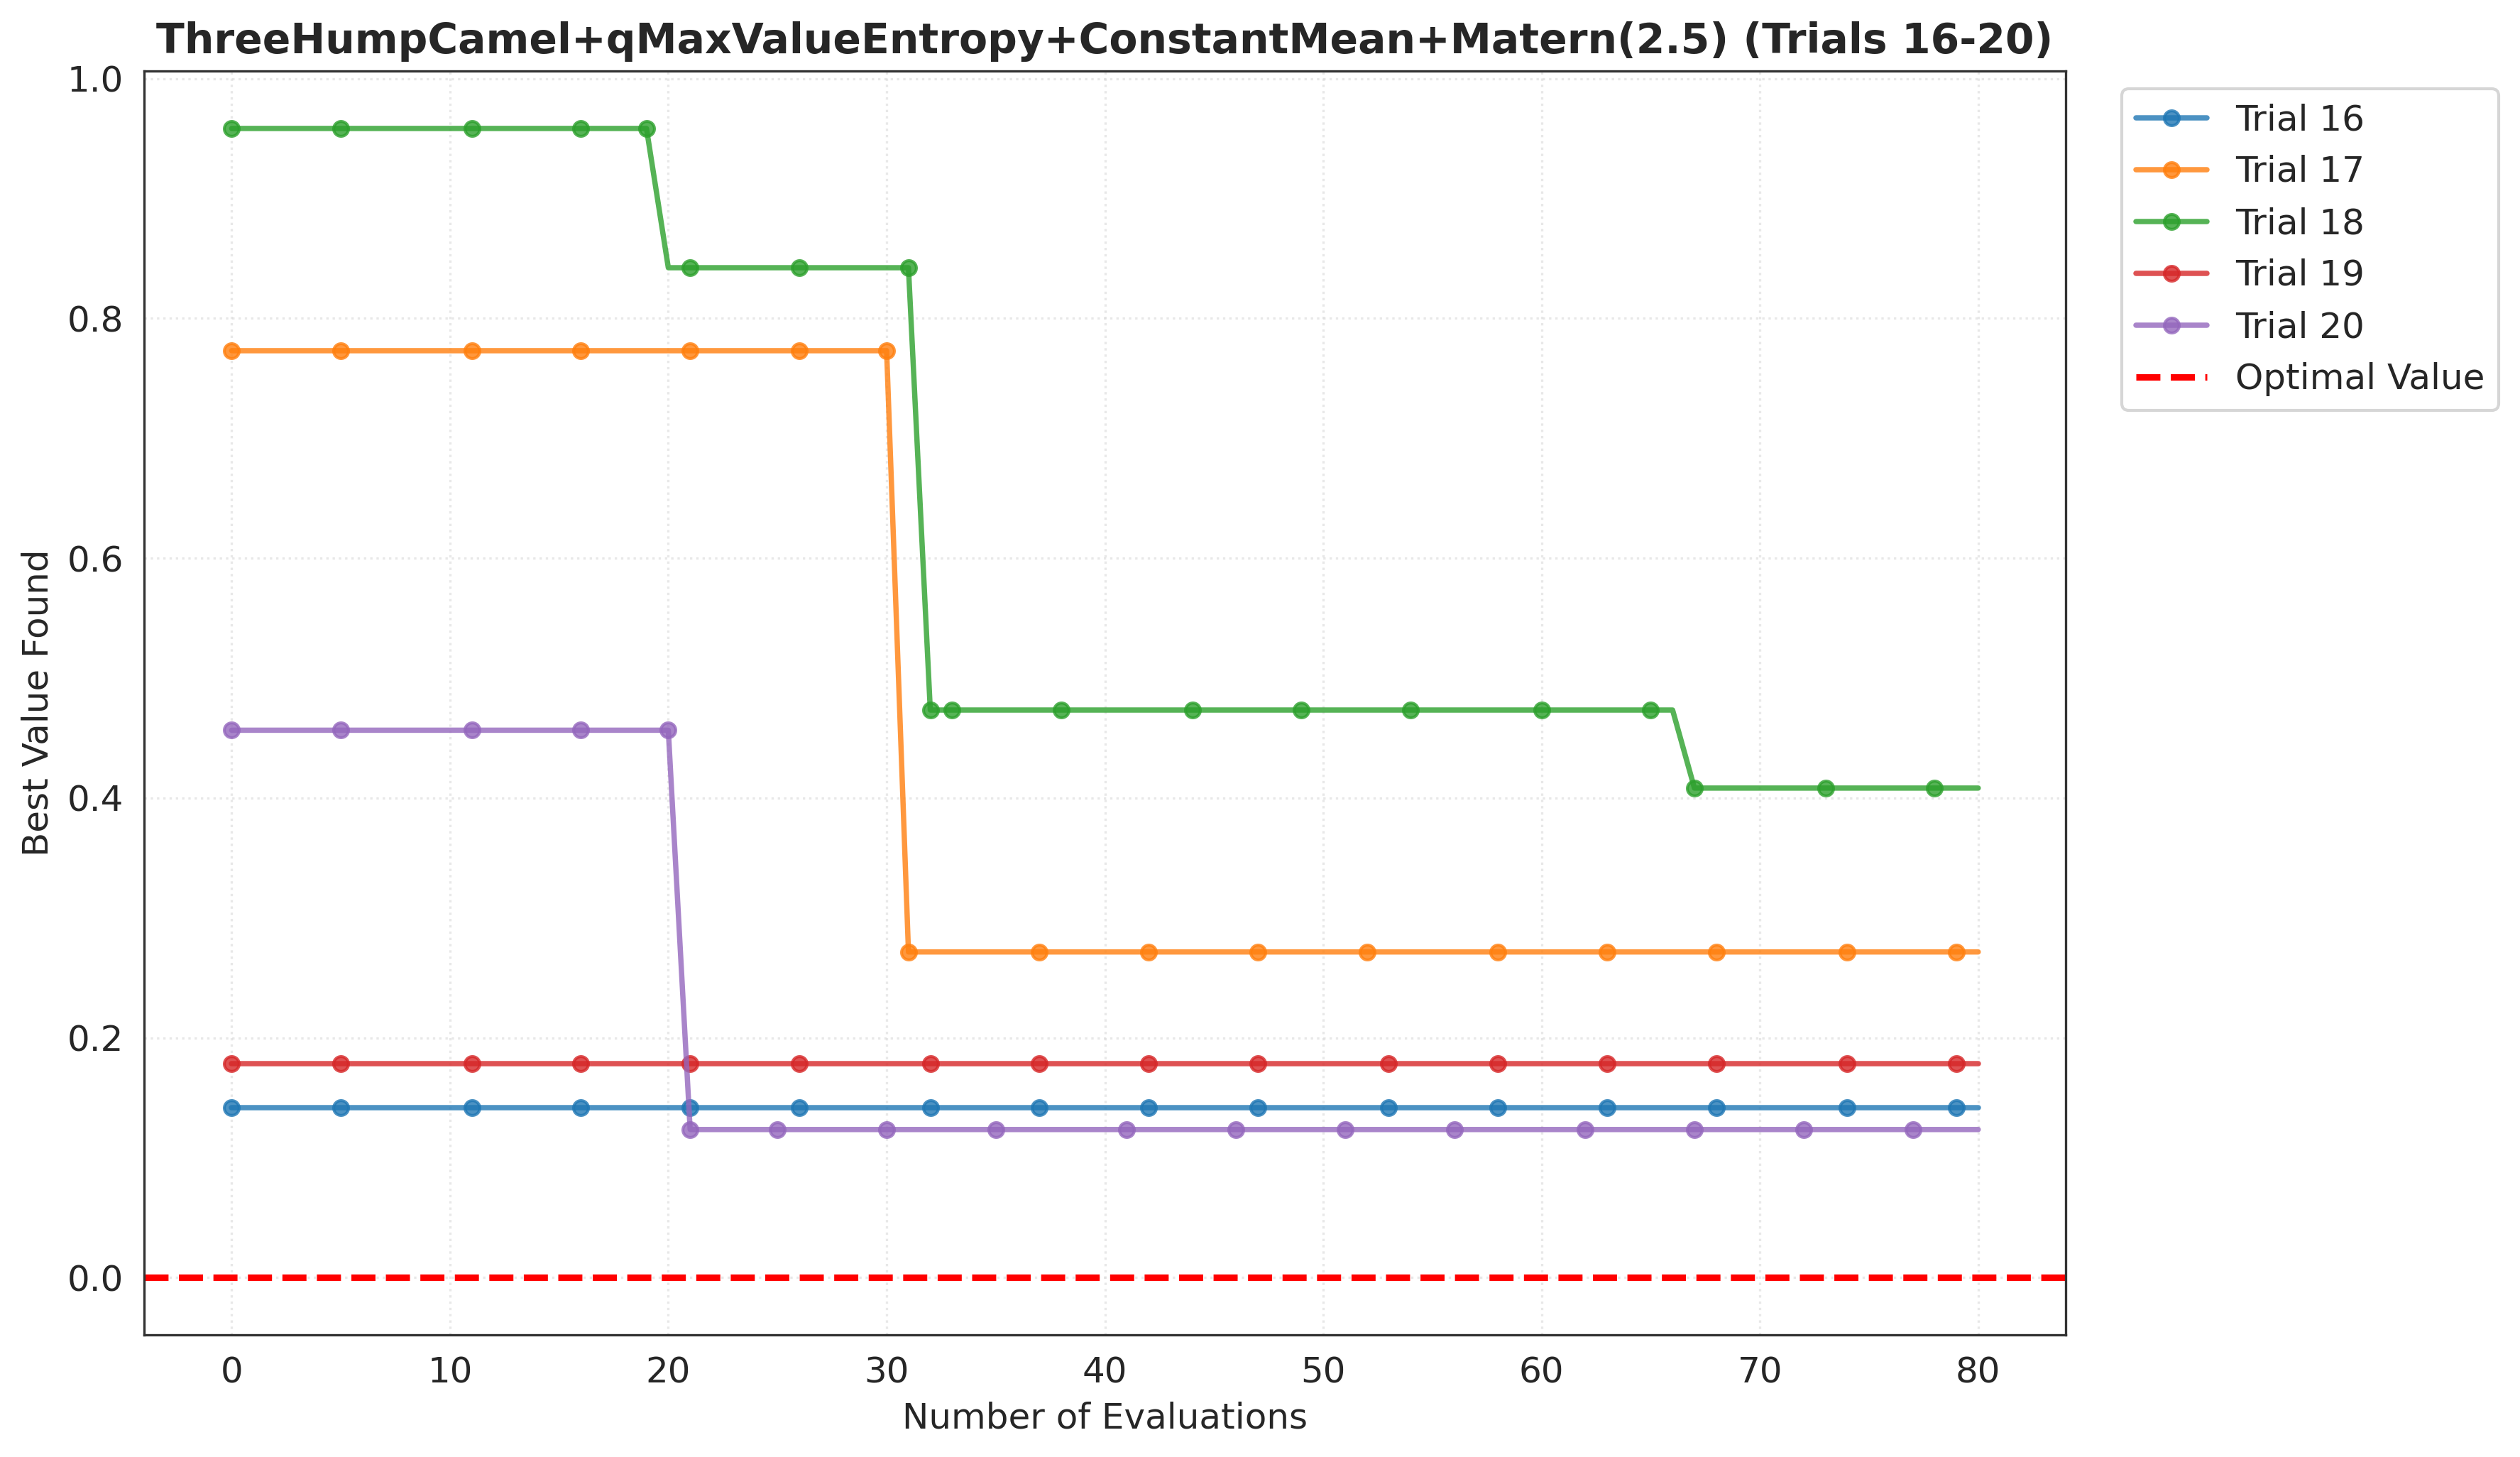 ThreeHumpCamel+qMaxValueEntropy+ConstantMean+Matern(2.5) (Trials 16-20)
Best Value Found
1.0
0.8
0.6
0.4
0.2
0.0
0 10 20 30 40 50 60 70 80
Number of Evaluations
Trial 16
Trial 17
Trial 18
Trial 19
Trial 20
Optimal Value